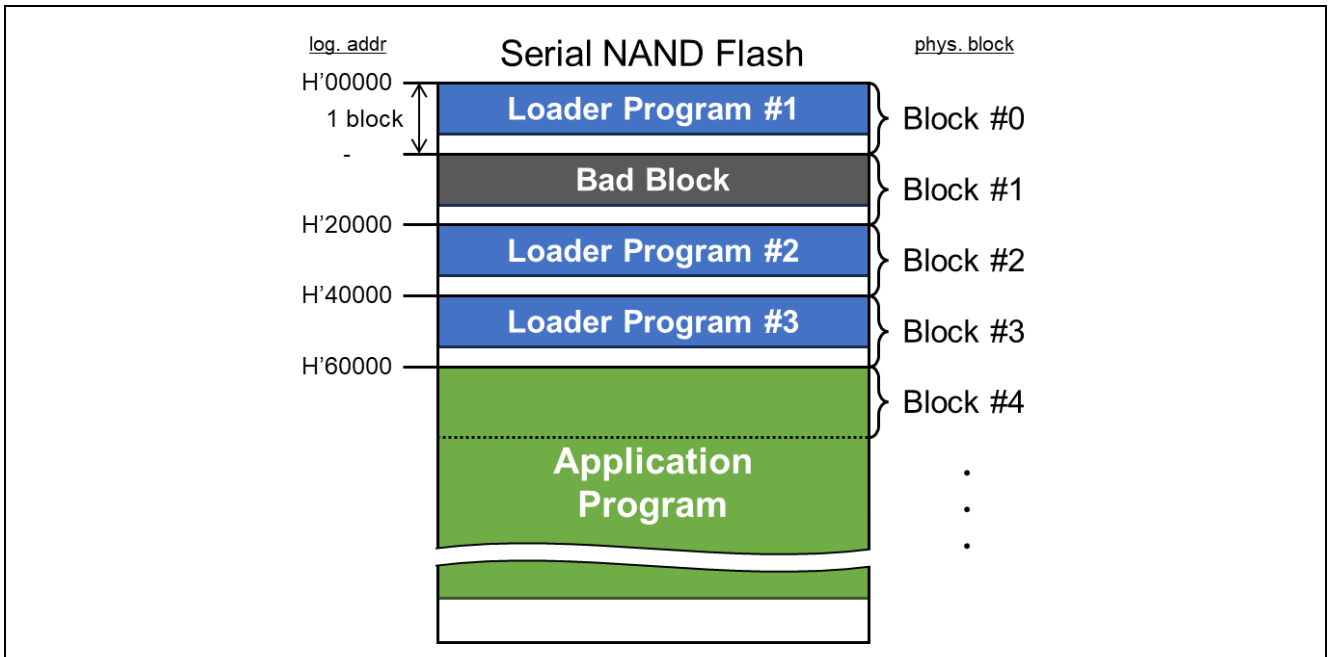 log. addr
Serial NAND Flash
phys. block
H'00000
Loader Program #1
Block #0
1 block
-
Bad Block
Block #1
H'20000
Loader Program #2
Block #2
H'40000
Loader Program #3
Block #3
H'60000
Block #4
Application
Program
.
.
.